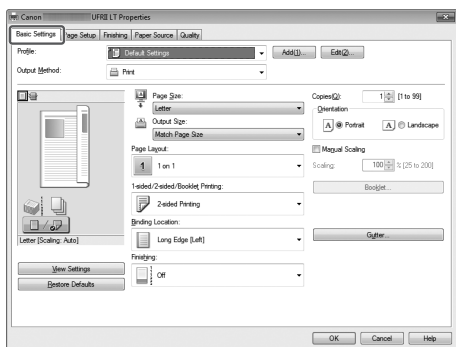 Canon UFRII LT Properties
Basic Settings Page Setup Finishing Paper Source Quality
Profile: Default Settings Add(1)... Edit(2)...
Output Method: Print
Page Size:
Letter
Output Size:
Match Page Size
Copies(Q): 1 [1 to 99]
Orientation
A Portrait A Landscape
Page Layout:
1 1 on 1
Manual Scaling
Scaling: 100 % [25 to 200]
1-sided/2-sided/Booklet Printing:
2-sided Printing
Booklet...
Binding Location:
Long Edge [Left]
Gutter...
Letter [Scaling: Auto]
Finishing:
Off
View Settings
Restore Defaults
OK Cancel Help